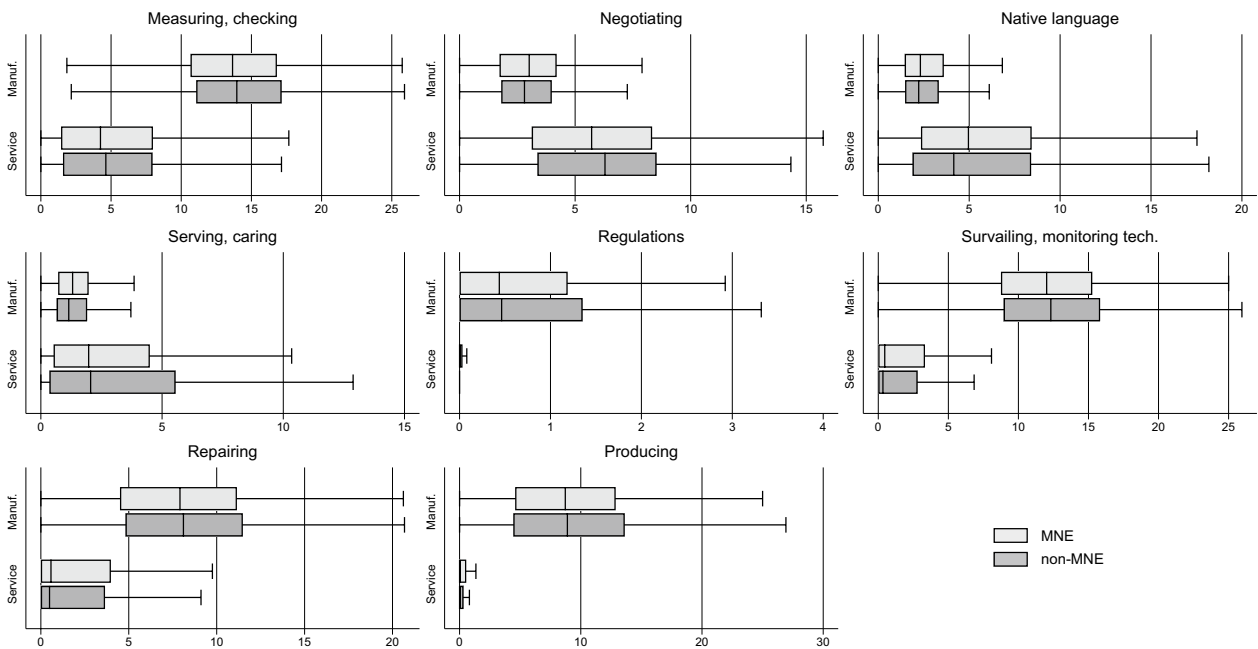 Measuring, checking
Manuf.
Service
0 5 10 15 20 25
Negotiating
Manuf.
Service
0 5 10 15
Native language
Manuf.
Service
0 5 10 15 20
Serving, caring
Manuf.
Service
0 5 10 15
Regulations
Manuf.
Service
0 1 2 3 4
Survailing, monitoring tech.
Manuf.
Service
0 5 10 15 20 25
Repairing
Manuf.
Service
0 5 10 15 20
Producing
Manuf.
Service
0 10 20 30
MNE
non-MNE